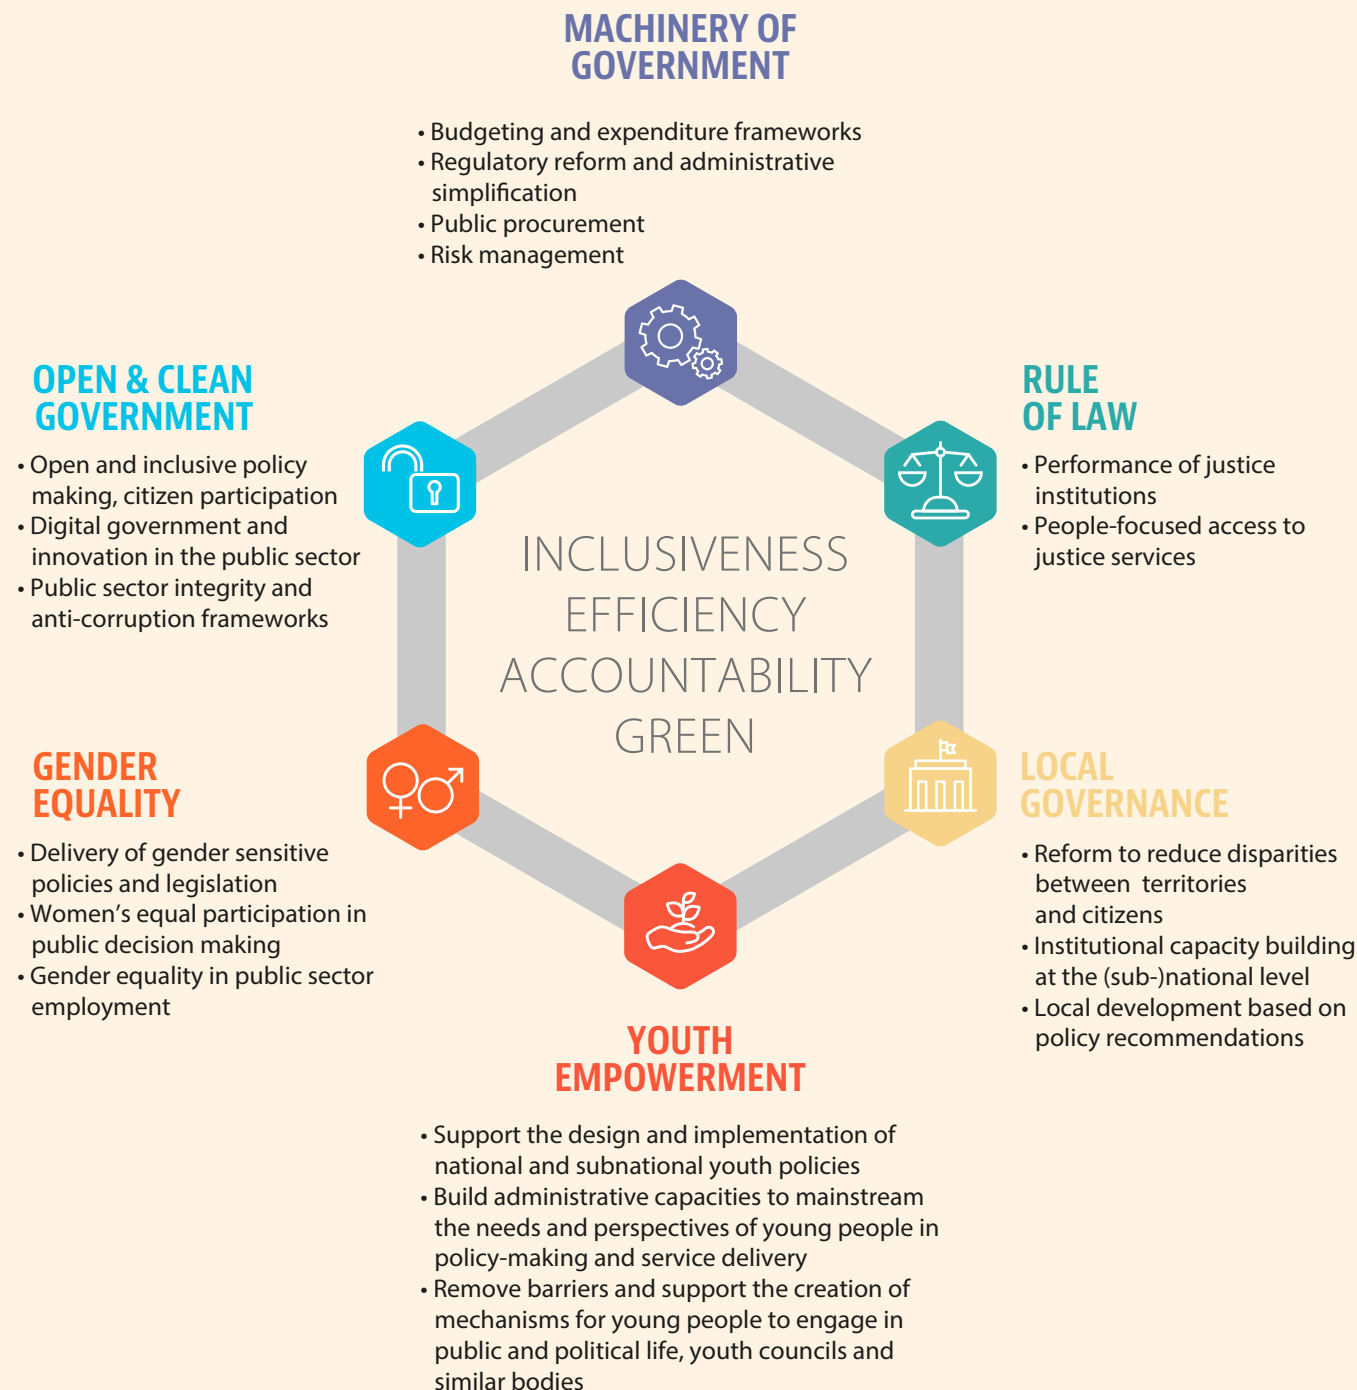 MACHINERY OF
GOVERNMENT
• Budgeting and expenditure frameworks
• Regulatory reform and administrative
simplification
• Public procurement
• Risk management
OPEN & CLEAN
GOVERNMENT
• Open and inclusive policy
making, citizen participation
• Digital government and
innovation in the public sector
• Public sector integrity and
anti-corruption frameworks
RULE
OF LAW
• Performance of justice
institutions
• People-focused access to
justice services
INCLUSIVENESS
EFFICIENCY
ACCOUNTABILITY
GREEN
GENDER
EQUALITY
• Delivery of gender sensitive
policies and legislation
• Women's equal participation in
public decision making
• Gender equality in public sector
employment
LOCAL
GOVERNANCE
• Reform to reduce disparities
between territories
and citizens
• Institutional capacity building
at the (sub-)national level
• Local development based on
policy recommendations
YOUTH
EMPOWERMENT
• Support the design and implementation of
national and subnational youth policies
• Build administrative capacities to mainstream
the needs and perspectives of young people in
policy-making and service delivery
• Remove barriers and support the creation of
mechanisms for young people to engage in
public and political life, youth councils and
similar bodies